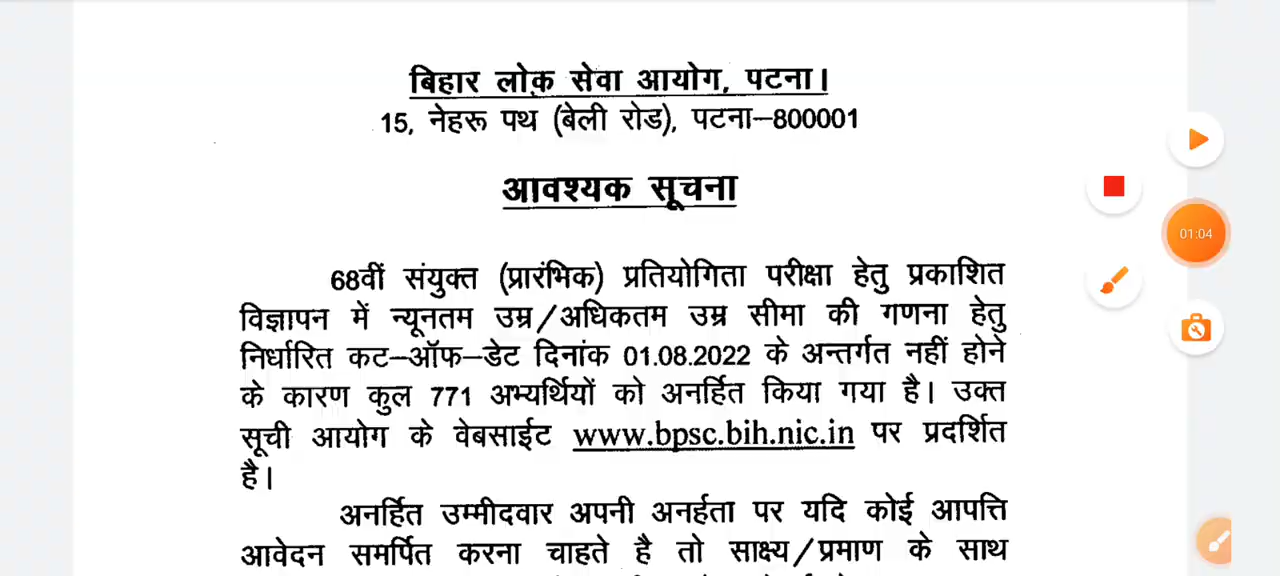 बिहार लोक सेवा आयोग, पटना।
15, नेहरू पथ (बेली रोड), पटना–800001
आवश्यक सूचना
68वीं संयुक्त (प्रारंभिक) प्रतियोगिता परीक्षा हेतु प्रकाशित
विज्ञापन में न्यूनतम उम्र/अधिकतम उम्र सीमा की गणना हेतु
निर्धारित कट–ऑफ–डेट दिनांक 01.08.2022 के अन्तर्गत नहीं होने
के कारण कुल 771 अभ्यर्थियों को अनर्हित किया गया है। उक्त
सूची आयोग के वेबसाईट www.bpsc.bih.nic.in पर प्रदर्शित
है।
अनर्हित उम्मीदवार अपनी अनर्हता पर यदि कोई आपत्ति
आवेदन समर्पित करना चाहते है तो साक्ष्य/प्रमाण के साथ
01:04